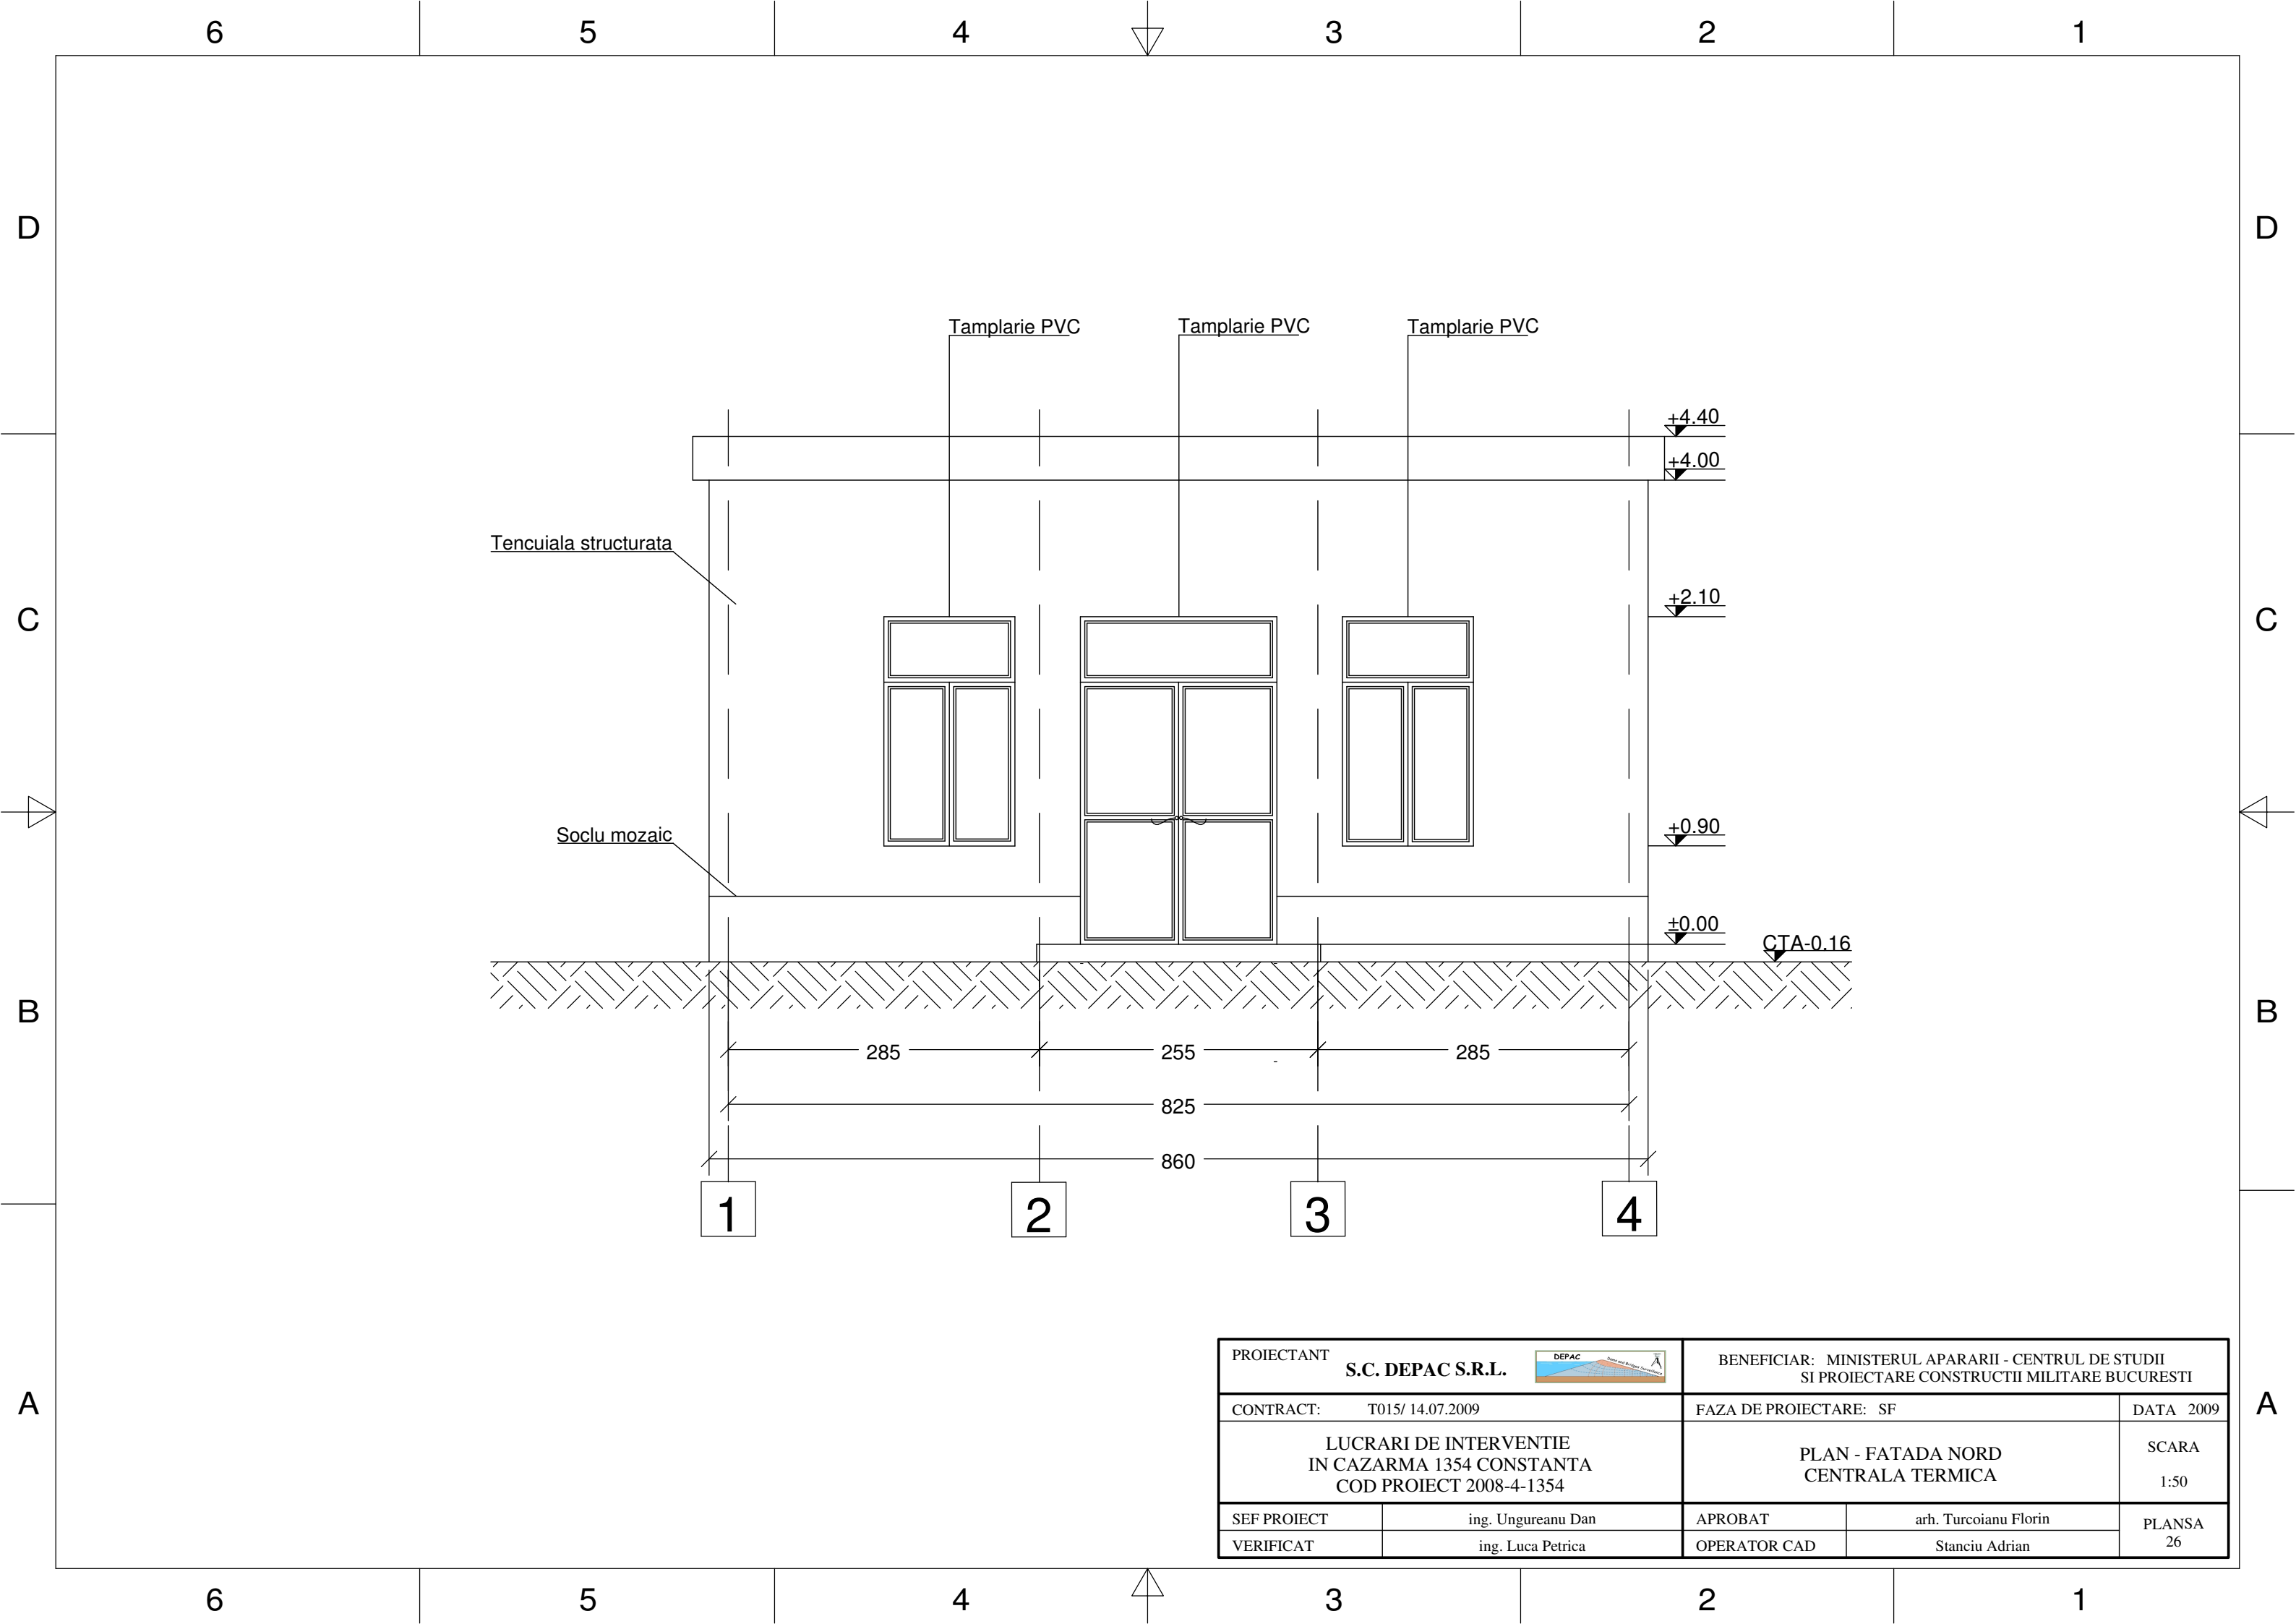 6 5 4 3 2 1
D D
Tamplarie PVC Tamplarie PVC Tamplarie PVC
+4.40
+4.00
Tencuiala structurata
+2.10
C C
Soclu mozaic
+0.90
±0.00
CTA-0.16
B B
285 255 285
825
860
1 2 3 4
PROIECTANT
S.C. DEPAC S.R.L.
DEPAC
BENEFICIAR: MINISTERUL APARARII - CENTRUL DE STUDII
SI PROIECTARE CONSTRUCTII MILITARE BUCURESTI
CONTRACT: T015/ 14.07.2009
FAZA DE PROIECTARE: SF
DATA 2009
A A
LUCRARI DE INTERVENTIE
IN CAZARMA 1354 CONSTANTA
COD PROIECT 2008-4-1354
PLAN - FATADA NORD
CENTRALA TERMICA
SCARA
1:50
SEF PROIECT ing. Ungureanu Dan
APROBAT arh. Turcoianu Florin
VERIFICAT ing. Luca Petrica
OPERATOR CAD Stanciu Adrian
PLANSA
26
6 5 4 3 2 1